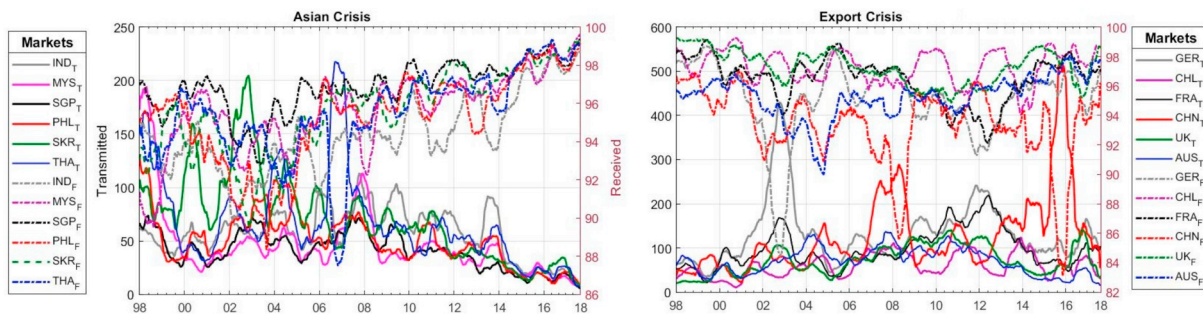 Asian Crisis
Export Crisis
Markets
IND_T
MYS_T
SGP_T
PHL_T
SKR_T
THA_T
IND_F
MYS_F
SGP_F
PHL_F
SKR_F
THA_F
Transmitted
250
200
150
100
50
0
98 00 02 04 06 08 10 12 14 16 18
100
98
96
94
92
90
88
86
Received
600
500
400
300
200
100
0
98 00 02 04 06 08 10 12 14 16 18
100
98
96
94
92
90
88
86
84
82
Markets
GER_T
CHL_T
FRA_T
CHN_T
UK_T
AUS_T
GER_F
CHL_F
FRA_F
CHN_F
UK_F
AUS_F